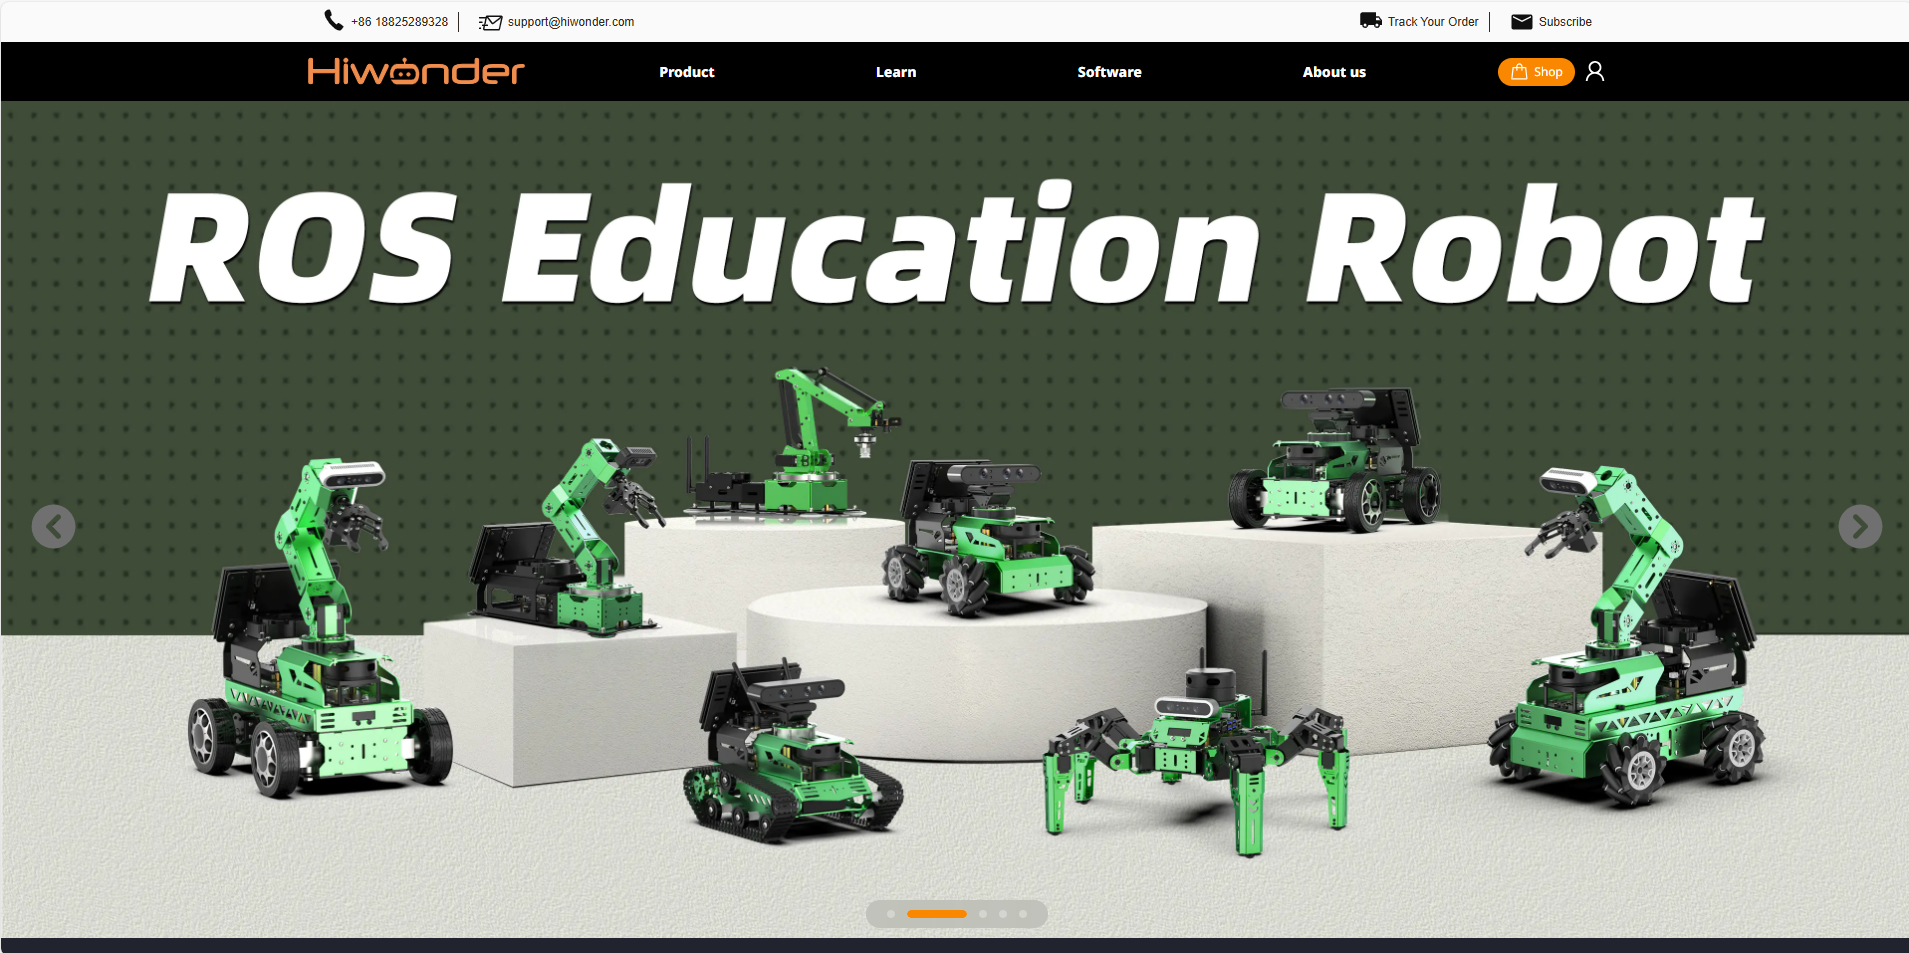 +86 18825289328
support@hiwonder.com
Track Your Order
Subscribe
Hiwonder
Product
Learn
Software
About us
Shop
ROS Education Robot